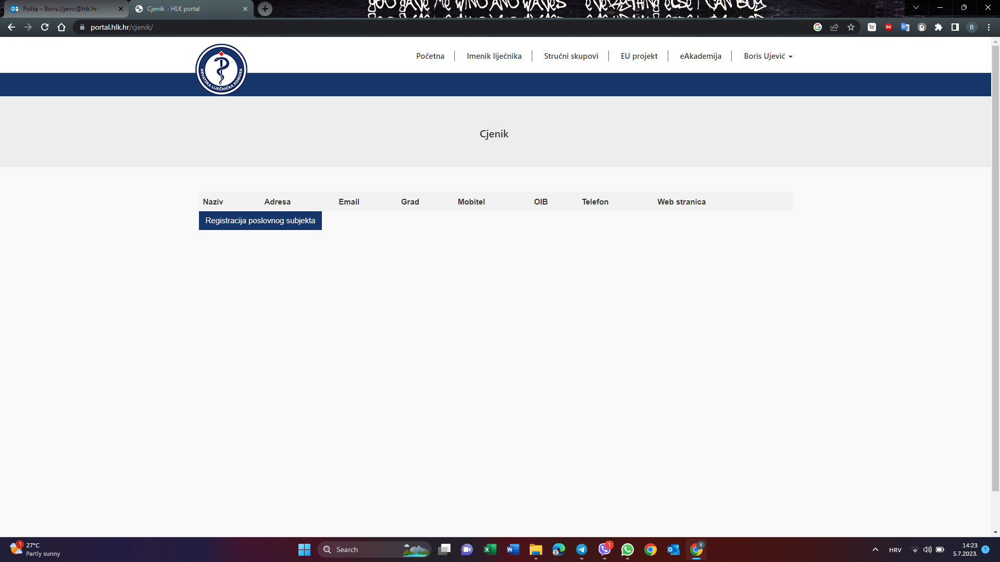 Pošta – Boris.Ujevic@hlk.hr
Cjenik · HLK portal
YOU GAVE ME WIND AND WAVES EVERYTHING ELSE I CAN BUY
portal.hlk.hr/cjenik/
B
HRVATSKA LIJEČNIČKA KOMORA
Početna
Imenik liječnika
Stručni skupovi
EU projekt
eAkademija
Boris Ujević
Cjenik
Naziv Adresa Email Grad Mobitel OIB Telefon Web stranica
Registracija poslovnog subjekta
1
27°C
Partly sunny
Search
1
B
HRV
14:23
5.7.2023.
1